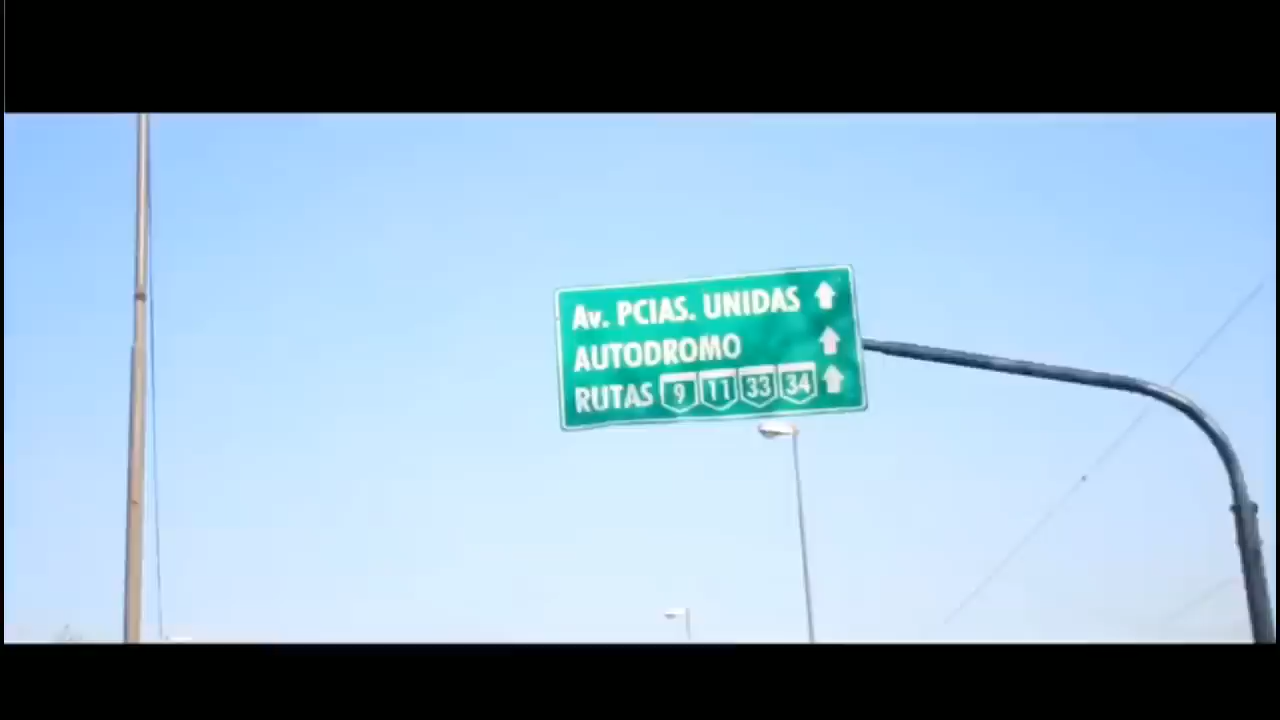 Av. PCIAS. UNIDAS
AUTODROMO
RUTAS 9 11 33 34